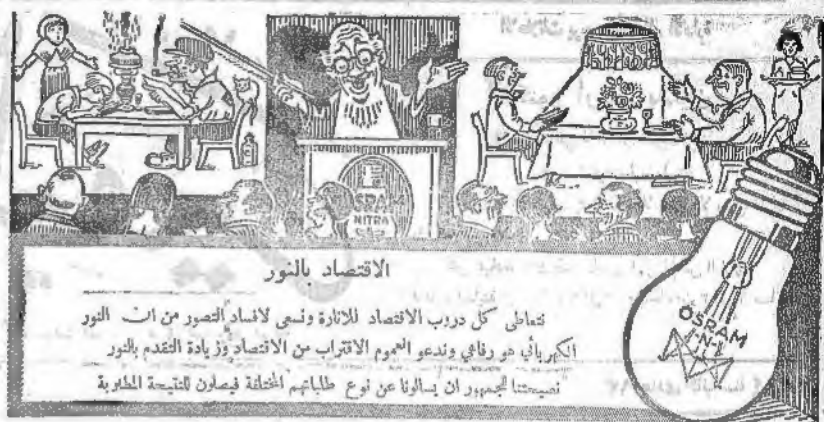 OSRAM
NITRA
OSRAM
-N-
الاقتصاد بالنور
نتعاطى كل دروب الاقتصاد للانارة ونسعى لافساد التصور من ان النور
الكهربائي هو رفاهي وندعو العموم الاقتراب من الاقتصاد وزيادة التقدم بالنور
نصيحتنا للجمهور ان يسالونا عن نوع طلباتهم المختلفة فيصلون للنتيجة المطلوبة